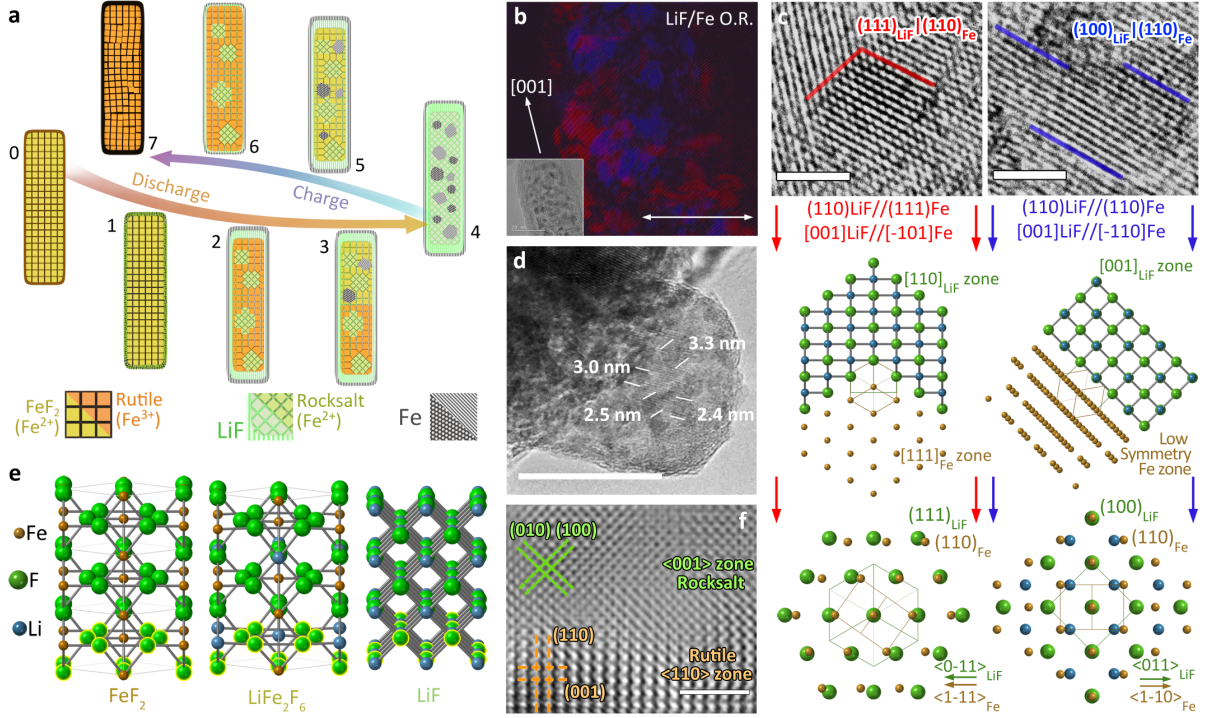 a
0
7
6
5
4
Discharge
Charge
1
2
3
FeF2
(Fe2+)
Rutile
(Fe3+)
LiF
Rocksalt
(Fe2+)
Fe
b
LiF/Fe O.R.
[001]
c
(111)LiF|(110)Fe
(100)LiF|(110)Fe
(110)LiF//(111)Fe
[001]LiF//[-101]Fe
(110)LiF//(110)Fe
[001]LiF//[-110]Fe
[110]LiF zone
[001]LiF zone
[111]Fe zone
Low
Symmetry
Fe zone
(111)LiF
(110)Fe
(100)LiF
(110)Fe
<0-11>LiF
<1-11>Fe
<011>LiF
<1-10>Fe
d
3.3 nm
3.0 nm
2.5 nm
2.4 nm
e
Fe
F
Li
FeF2
LiFe2F6
LiF
f
(010) (100)
<001> zone
Rocksalt
(110)
(001)
Rutile
<110> zone